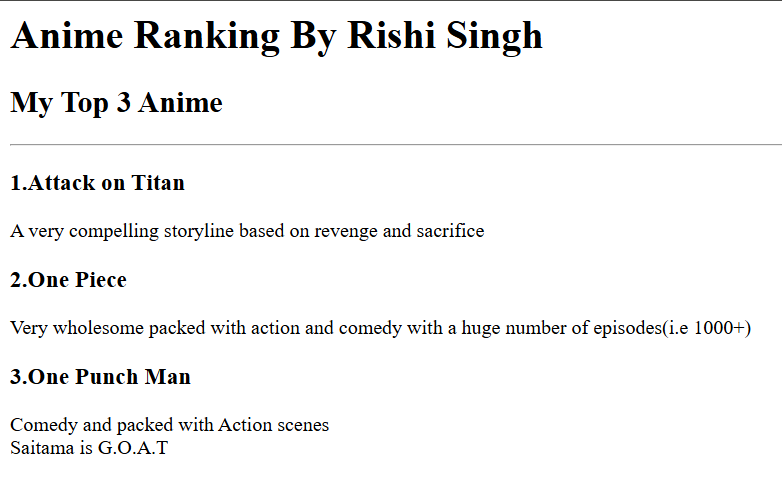 Anime Ranking By Rishi Singh
My Top 3 Anime
1.Attack on Titan
A very compelling storyline based on revenge and sacrifice
2.One Piece
Very wholesome packed with action and comedy with a huge number of episodes(i.e 1000+)
3.One Punch Man
Comedy and packed with Action scenes
Saitama is G.O.A.T